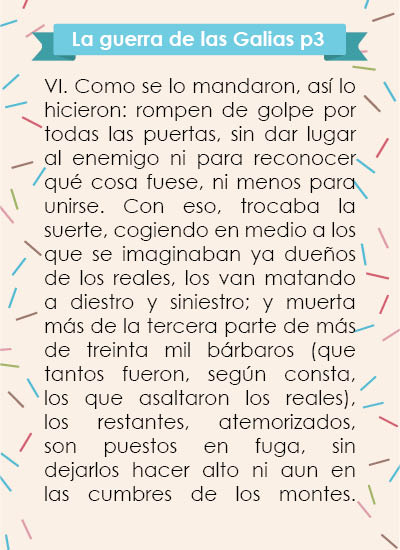 La guerra de las Galias p3
VI. Como se lo mandaron, así lo
hicieron: rompen de golpe por
todas las puertas, sin dar lugar
al enemigo ni para reconocer
qué cosa fuese, ni menos para
unirse. Con eso, trocaba la
suerte, cogiendo en medio a los
que se imaginaban ya dueños
de los reales, los van matando
a diestro y siniestro; y muerta
más de la tercera parte de más
de treinta mil bárbaros (que
tantos fueron, según consta,
los que asaltaron los reales),
los restantes, atemorizados,
son puestos en fuga, sin
dejarlos hacer alto ni aun en
las cumbres de los montes.